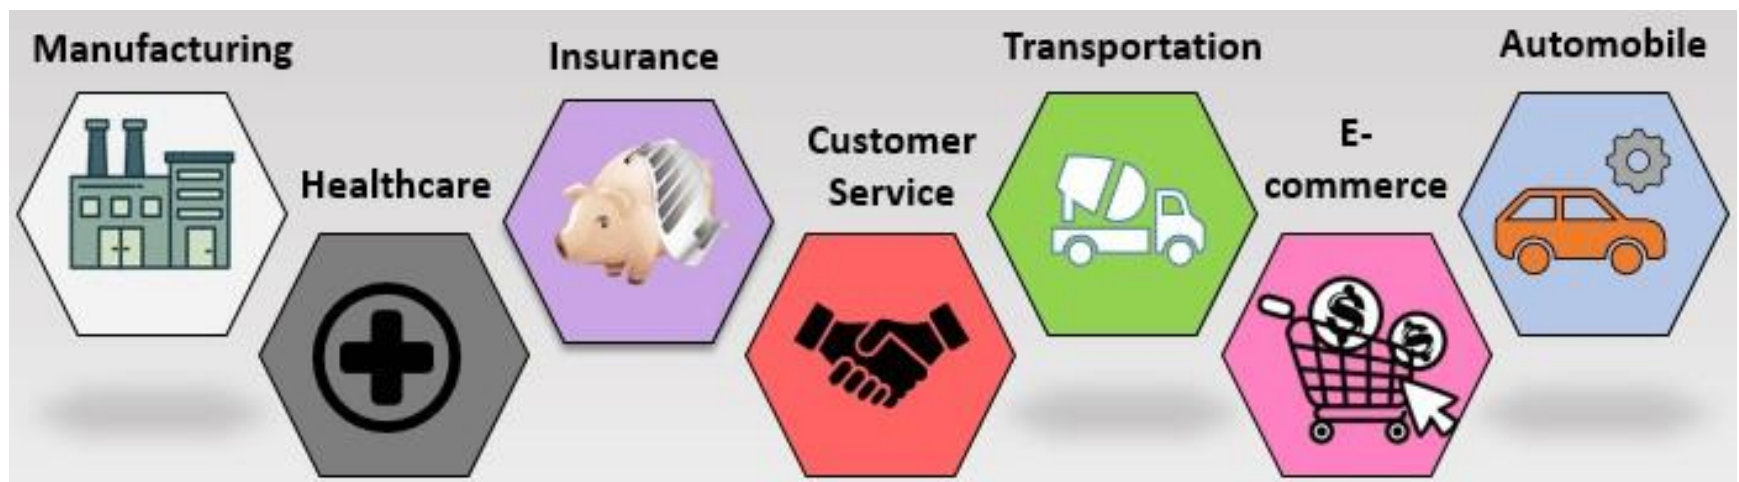 Manufacturing
Healthcare
Insurance
Customer
Service
Transportation
E-
commerce
Automobile